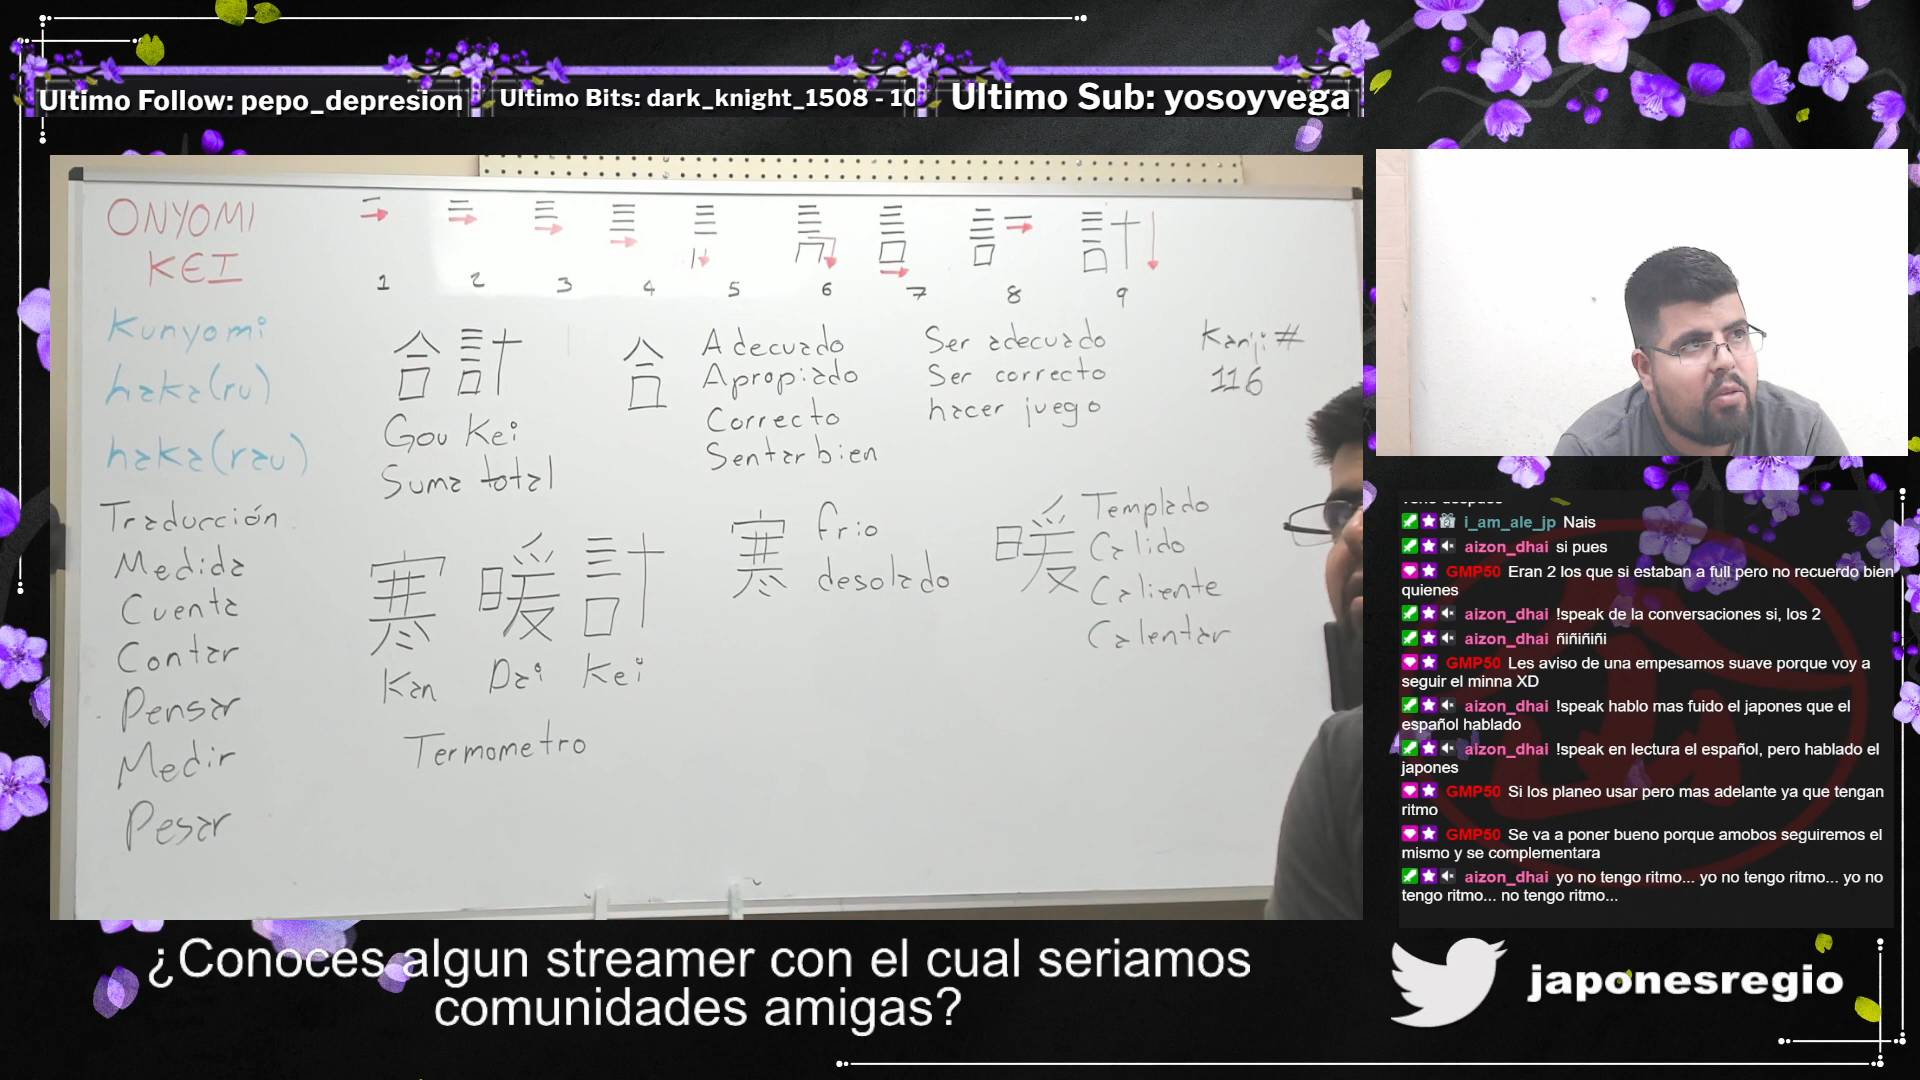 Ultimo Follow: pepo_depresion
Ultimo Bits: dark_knight_1508 - 10
Ultimo Sub: yosoyvega
ONYOMI
KEI
Kunyomi
haka(ru)
haka(rau)
Traducción
Medida
Cuenta
Contar
Pensar
Medir
Pesar
1 2 3 4 5 6 7 8 9
計
合計
Gou Kei
Suma total
合
Adecuado
Apropiado
Correcto
Sentar bien
Ser adecuado
Ser correcto
hacer juego
Kanji #
116
寒暖計
Kan Dai Kei
Termometro
寒
frio
desolado
暖
Templado
Calido
Caliente
Calentar
i_am_ale_jp Nais
aizon_dhai si pues
GMP50 Eran 2 los que si estaban a full pero no recuerdo bien
quienes
aizon_dhai !speak de la conversaciones si, los 2
aizon_dhai ñiñiñiñi
GMP50 Les aviso de una empesamos suave porque voy a
seguir el minna XD
aizon_dhai !speak hablo mas fuido el japones que el
español hablado
aizon_dhai !speak en lectura el español, pero hablado el
japones
GMP50 Si los planeo usar pero mas adelante ya que tengan
ritmo
GMP50 Se va a poner bueno porque amobos seguiremos el
mismo y se complementara
aizon_dhai yo no tengo ritmo... yo no tengo ritmo... yo no
tengo ritmo... no tengo ritmo...
¿Conoces algun streamer con el cual seriamos
comunidades amigas?
japonesregio